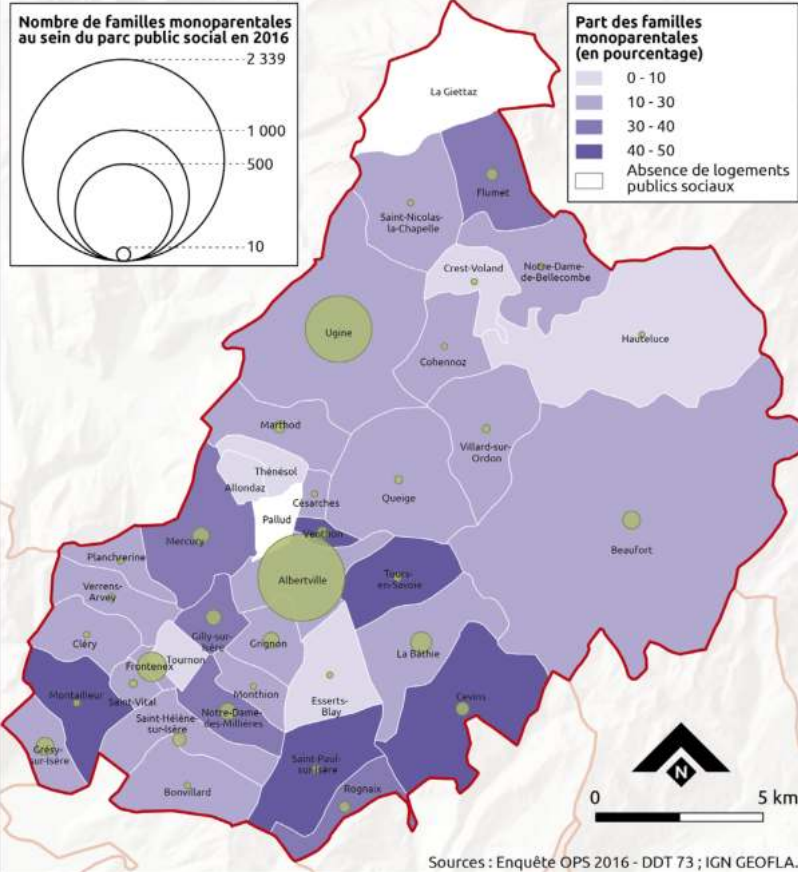 Nombre de familles monoparentales
au sein du parc public social en 2016
2 339
1 000
500
10
Part des familles
monoparentales
(en pourcentage)
0 - 10
10 - 30
30 - 40
40 - 50
Absence de logements
publics sociaux
La Giettaz
Flumet
Saint-Nicolas-
la-Chapelle
Crest-Voland
Notre-Dame-
de-Bellecombe
Ugine
Hauteluce
Cohennoz
Marthod
Villard-sur-
Ordon
Thénésol
Allondaz
Césarches
Queige
Pallud
Venthon
Mercury
Beaufort
Planchrerine
Albertville
Tours-
en-Savoie
Verrens-
Arvey
Cléry
Gilly-sur-
Isère
Grignon
La Bâthie
Frontenex
Tournon
Montailleur
Saint-Vital
Monthion
Esserts-
Blay
Cevins
Saint-Hélène-
sur-Isère
Notre-Dame-
des-Millières
Grésy-
sur-Isère
Saint-Paul-
sur-Isère
Bonvillard
Rognaix
N
0
5 km
Sources : Enquête OPS 2016 - DDT 73 ; IGN GEOFLA.